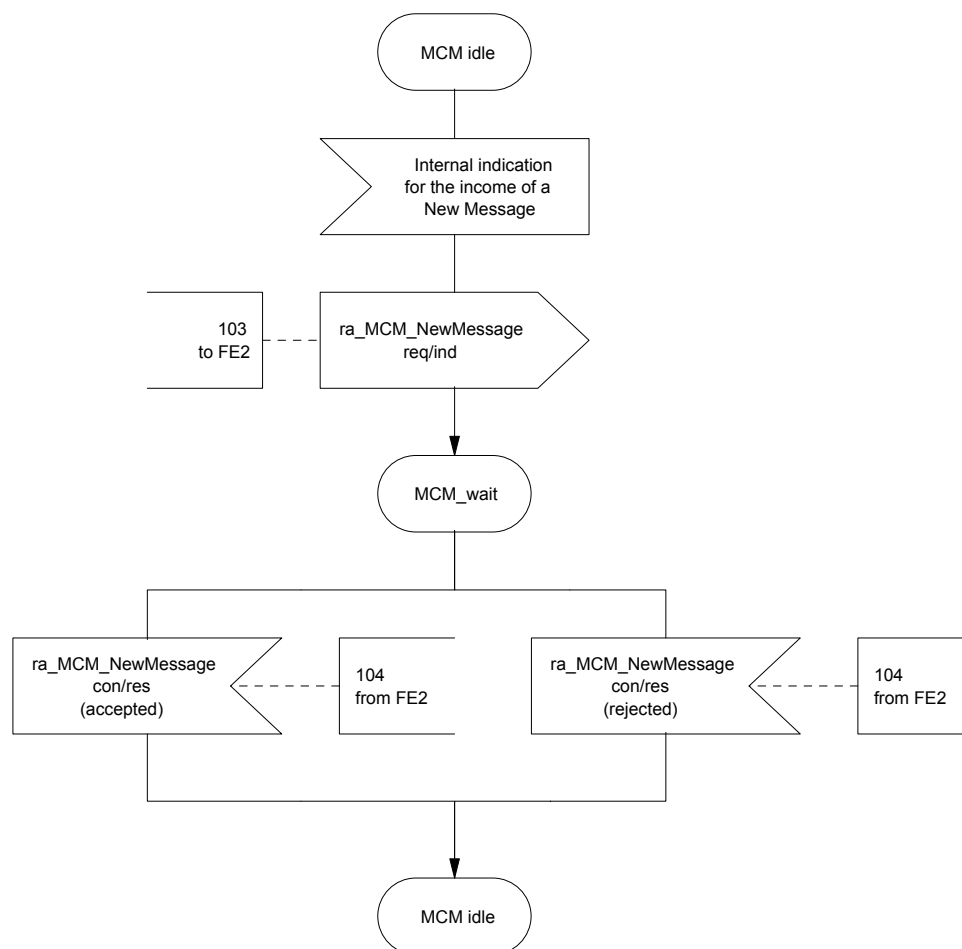 MCM idle
Internal indication
for the income of a
New Message
103
to FE2
ra_MCM_NewMessage
req/ind
MCM_wait
ra_MCM_NewMessage
con/res
(accepted)
104
from FE2
ra_MCM_NewMessage
con/res
(rejected)
104
from FE2
MCM idle